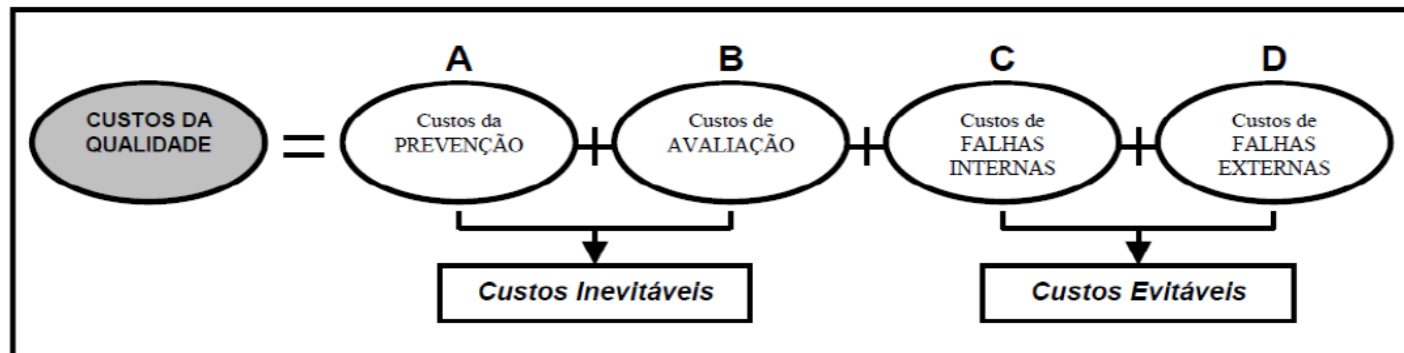 A B C D
CUSTOS DA
QUALIDADE
=
Custos da
PREVENÇÃO
+
Custos de
AVALIAÇÃO
+
Custos de
FALHAS
INTERNAS
+
Custos de
FALHAS
EXTERNAS
Custos Inevitáveis
Custos Evitáveis